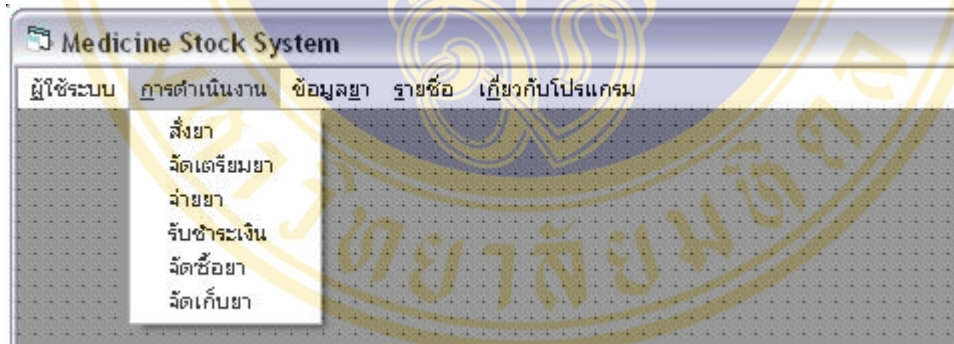 Medicine Stock System
ผู้ใช้ระบบ การดำเนินงาน ข้อมูลยา รายชื่อ เกี่ยวกับโปรแกรม
สั่งยา
จัดเตรียมยา
จ่ายยา
รับชำระเงิน
จัดซื้อยา
จัดเก็บยา